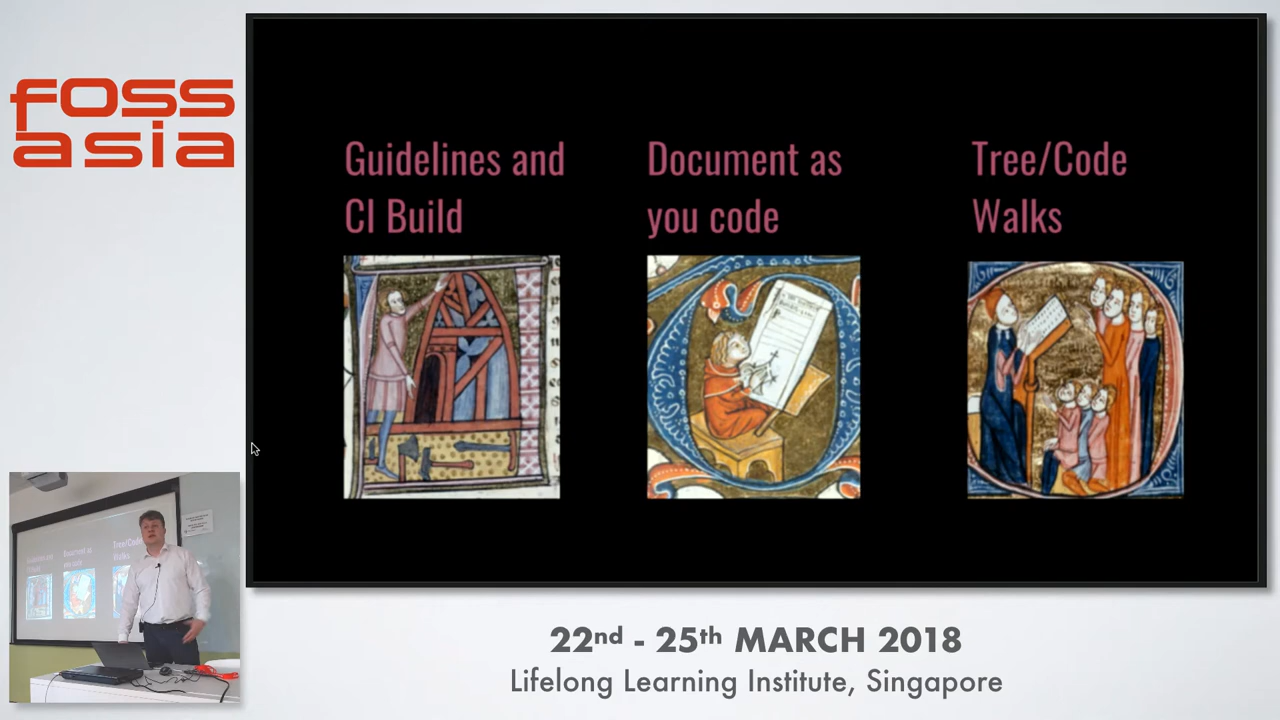 foss
asia
Guidelines and
CI Build
Document as
you code
Tree/Code
Walks
22nd - 25th MARCH 2018
Lifelong Learning Institute, Singapore